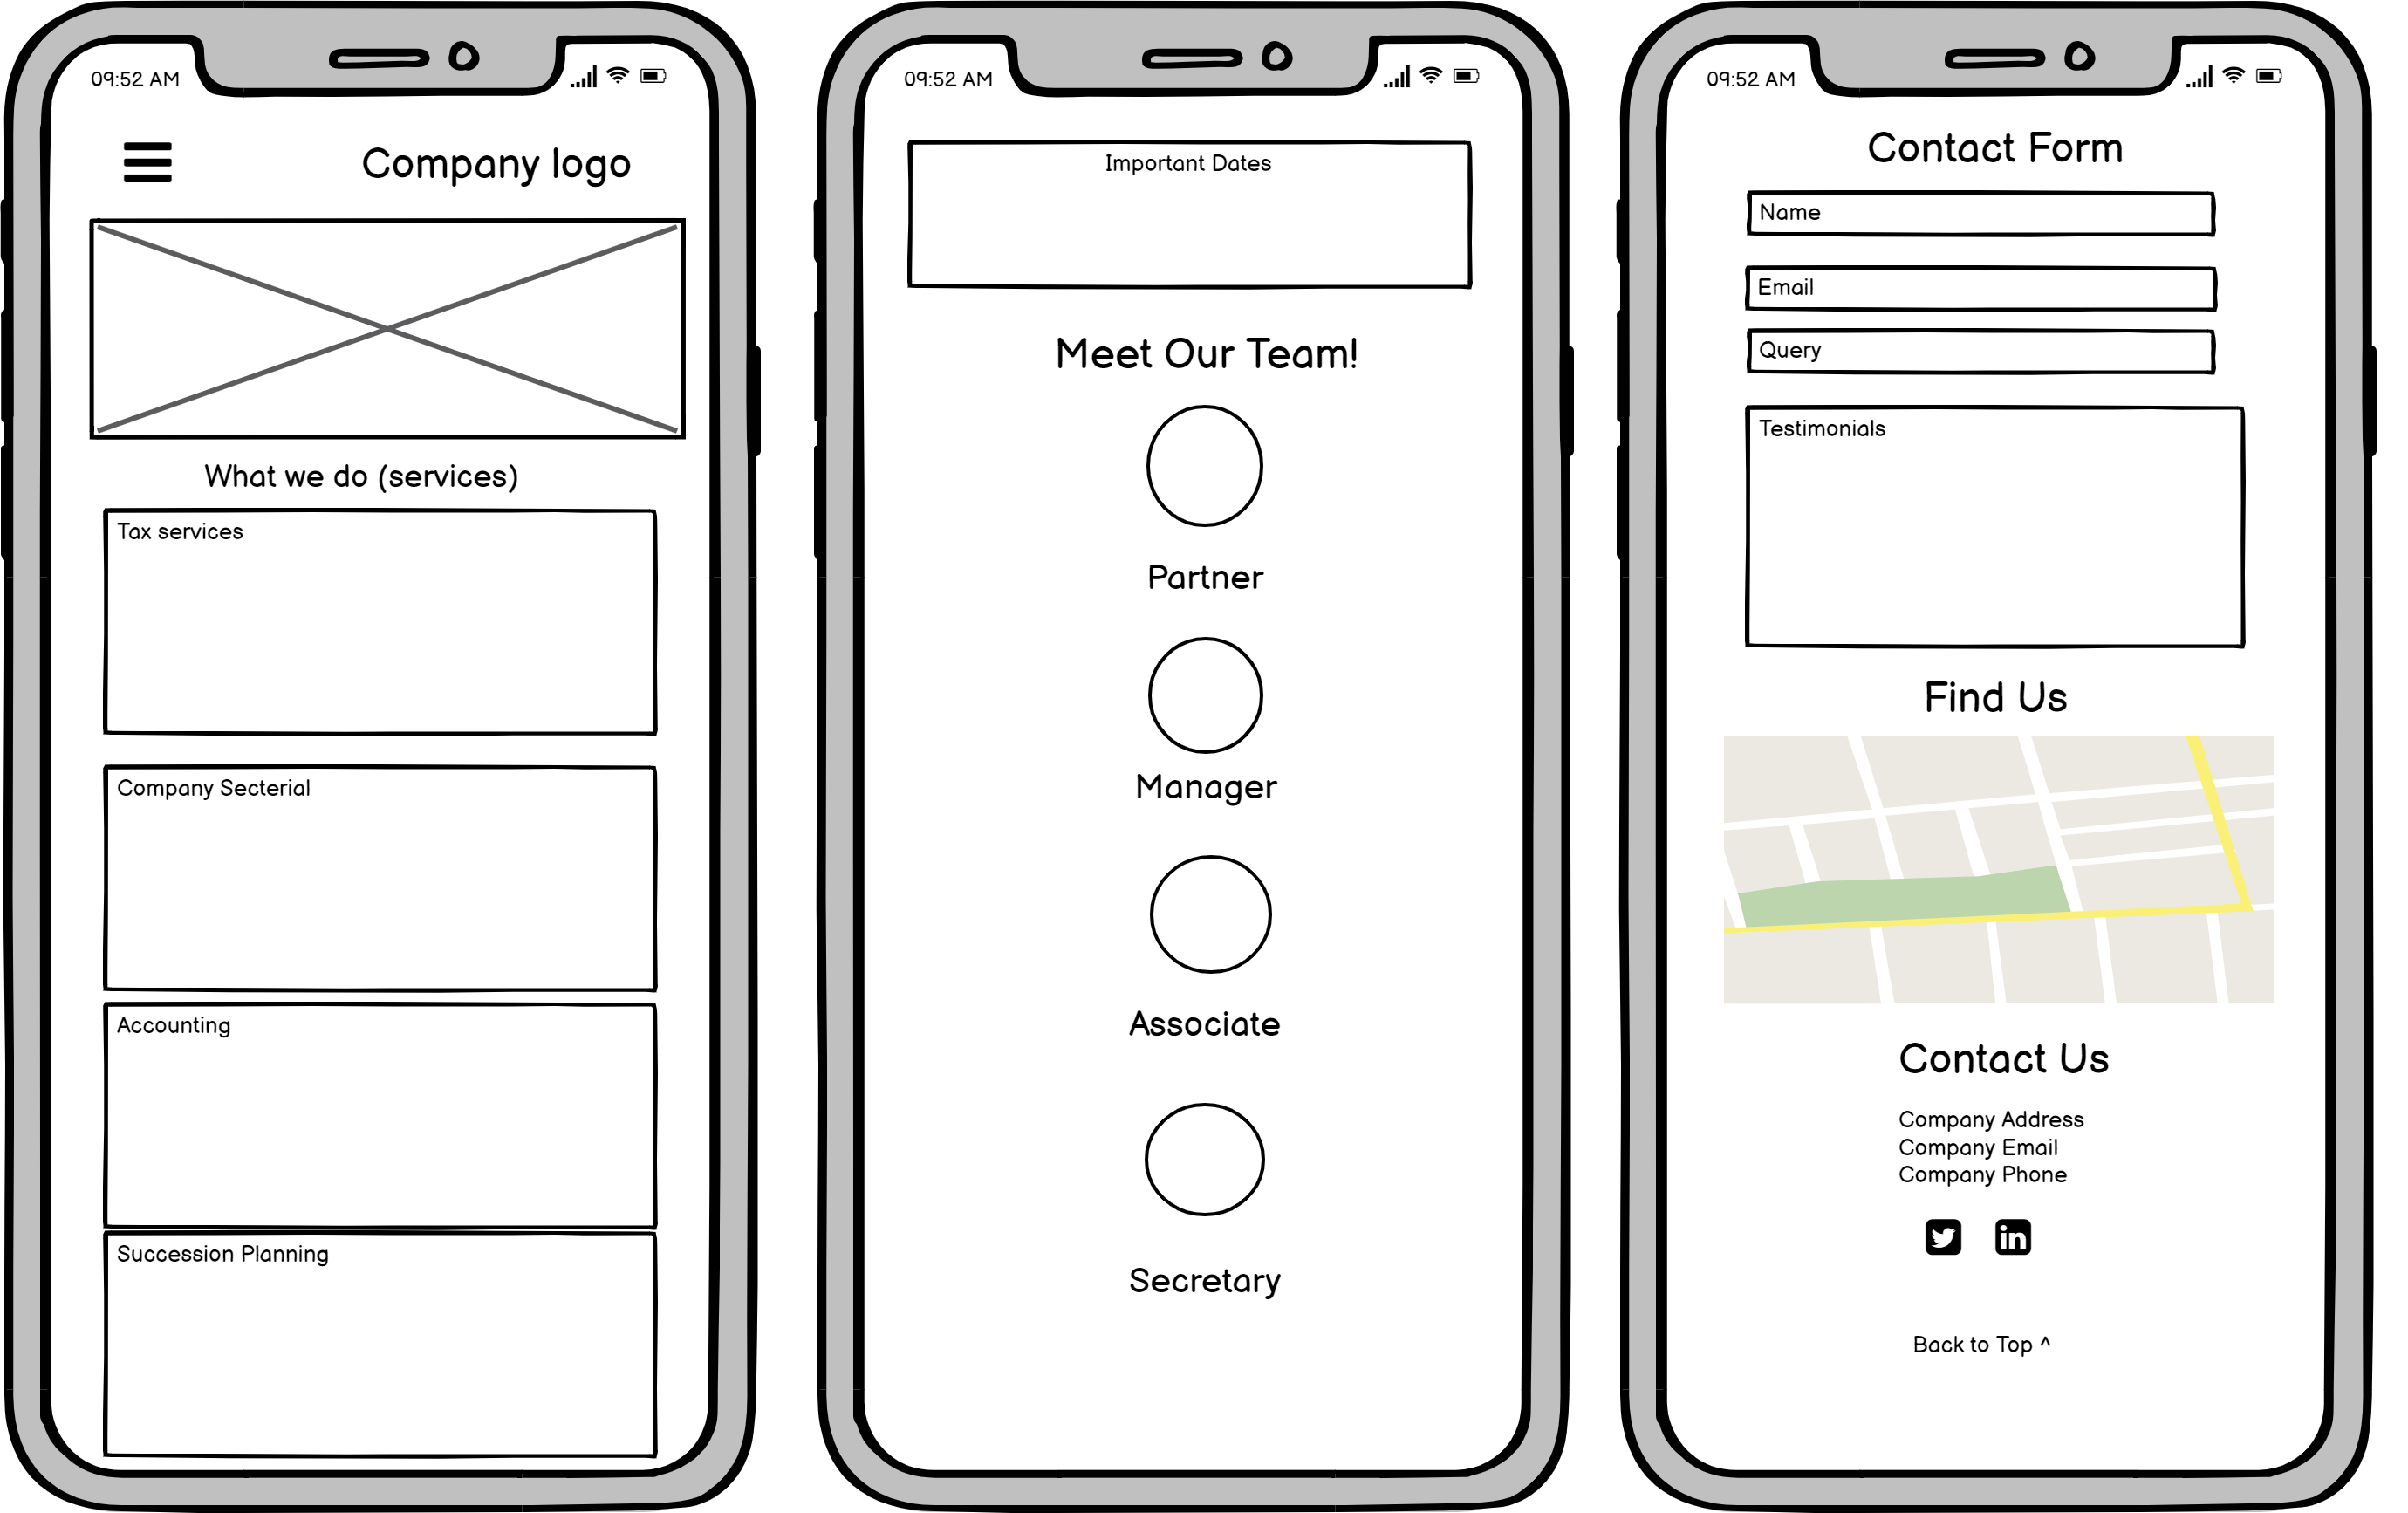 09:52 AM
Company logo
What we do (services)
Tax services
Company Secterial
Accounting
Succession Planning
09:52 AM
Important Dates
Meet Our Team!
Partner
Manager
Associate
Secretary
09:52 AM
Contact Form
Name
Email
Query
Testimonials
Find Us
Contact Us
Company Address
Company Email
Company Phone
in
Back to Top ^